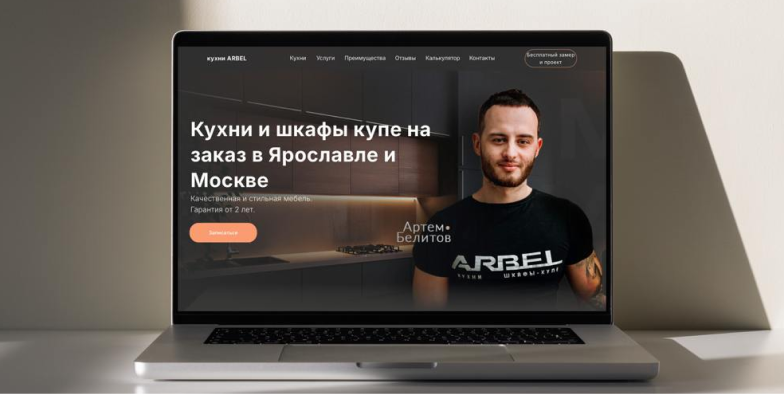 кухни ARBEL
Кухни Услуги Преимущества Отзывы Калькулятор Контакты
Бесплатный замер
и проект
Кухни и шкафы купе на
заказ в Ярославле и
Москве
Качественная и стильная мебель.
Гарантия от 2 лет.
Записаться
Артем
Белитов
ARBEL
КУХНИ ШКАФЫ-КУПЕ